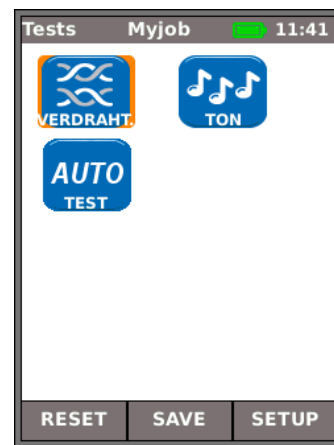 Tests Myjob 11:41
VERDRAHT. TON
AUTO
TEST
RESET SAVE SETUP